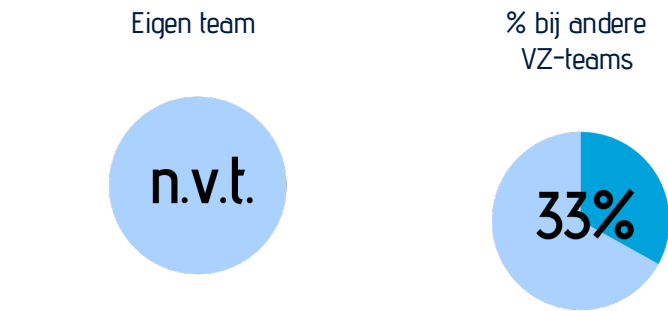 Eigen team
n.v.t.
% bij andere
VZ-teams
33%